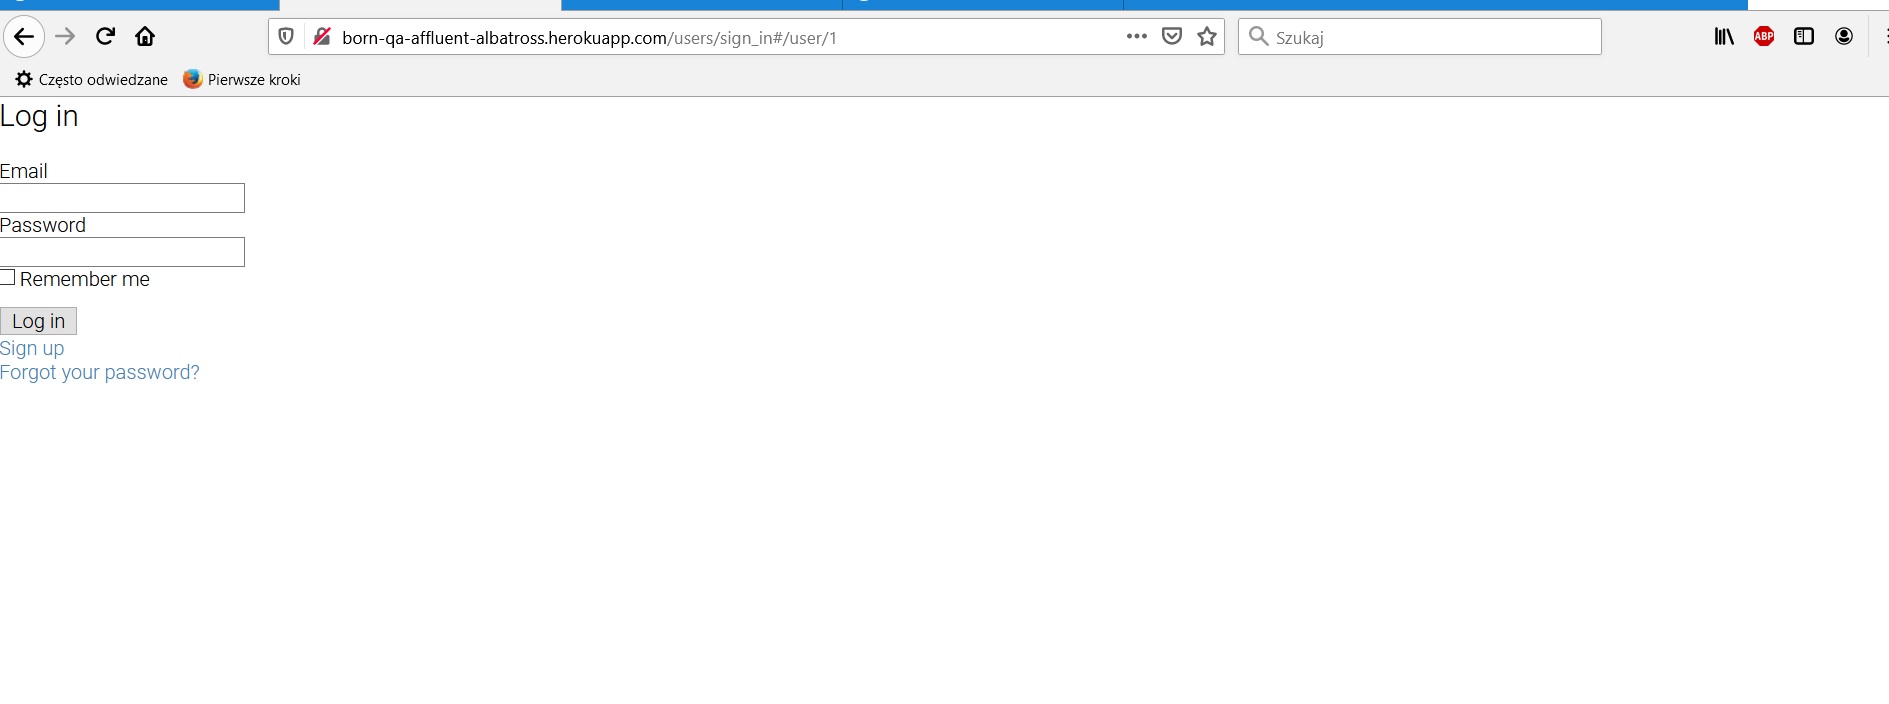 born-qa-affluent-albatross.herokuapp.com/users/sign_in#/user/1
Szukaj
ABP
Często odwiedzane
Pierwsze kroki
Log in
Email
Password
Remember me
Log in
Sign up
Forgot your password?